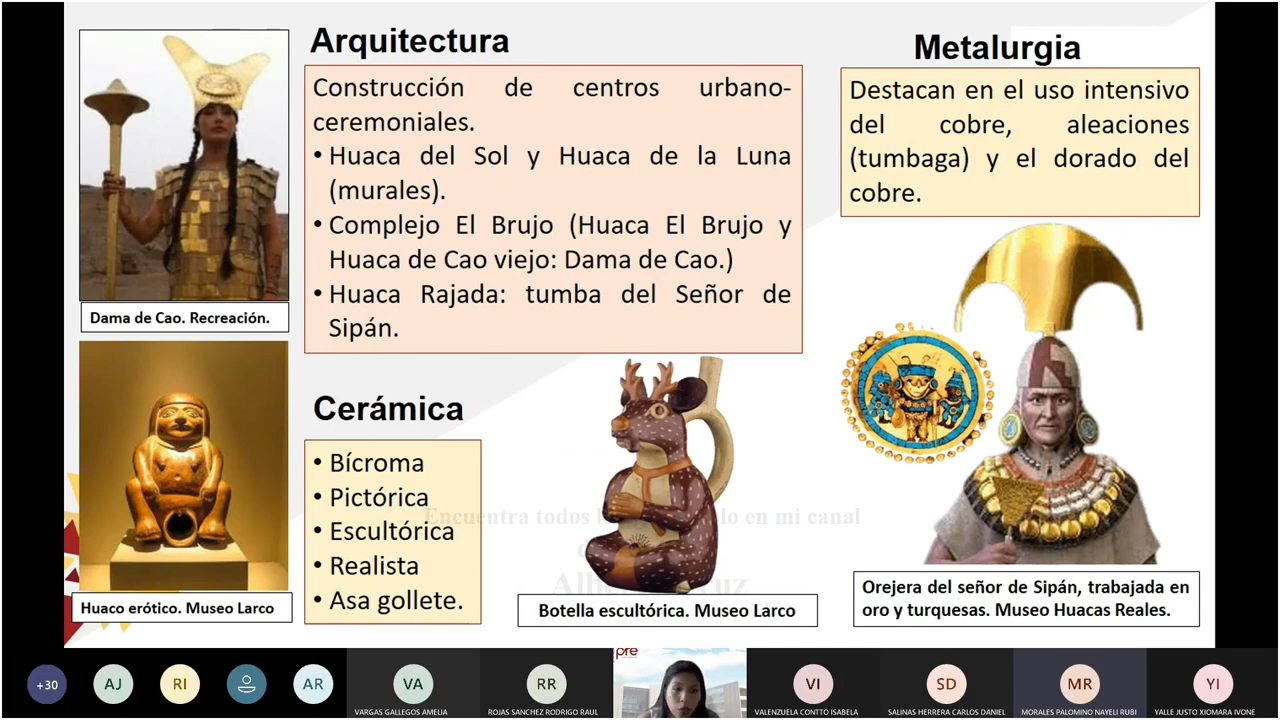 Arquitectura
Construcción de centros urbano-
ceremoniales.
• Huaca del Sol y Huaca de la Luna
(murales).
• Complejo El Brujo (Huaca El Brujo y
Huaca de Cao viejo: Dama de Cao.)
• Huaca Rajada: tumba del Señor de
Sipán.
Metalurgia
Destacan en el uso intensivo
del cobre, aleaciones
(tumbaga) y el dorado del
cobre.
Dama de Cao. Recreación.
Cerámica
• Bícroma
• Pictórica
• Escultórica
• Realista
• Asa gollete.
Encuentra todos lo en mi canal
Huaco erótico. Museo Larco
Botella escultórica. Museo Larco
Orejera del señor de Sipán, trabajada en
oro y turquesas. Museo Huacas Reales.
pre
+30
AJ
RI
AR
VA
VARGAS GALLEGOS AMELIA
RR
ROJAS SANCHEZ RODRIGO RAUL
VI
VALENZUELA CONTTO ISABELA
SD
SALINAS HERRERA CARLOS DANIEL
MR
MORALES PALOMINO NAYELI RUBI
YI
YALLE JUSTO XIOMARA IVONE